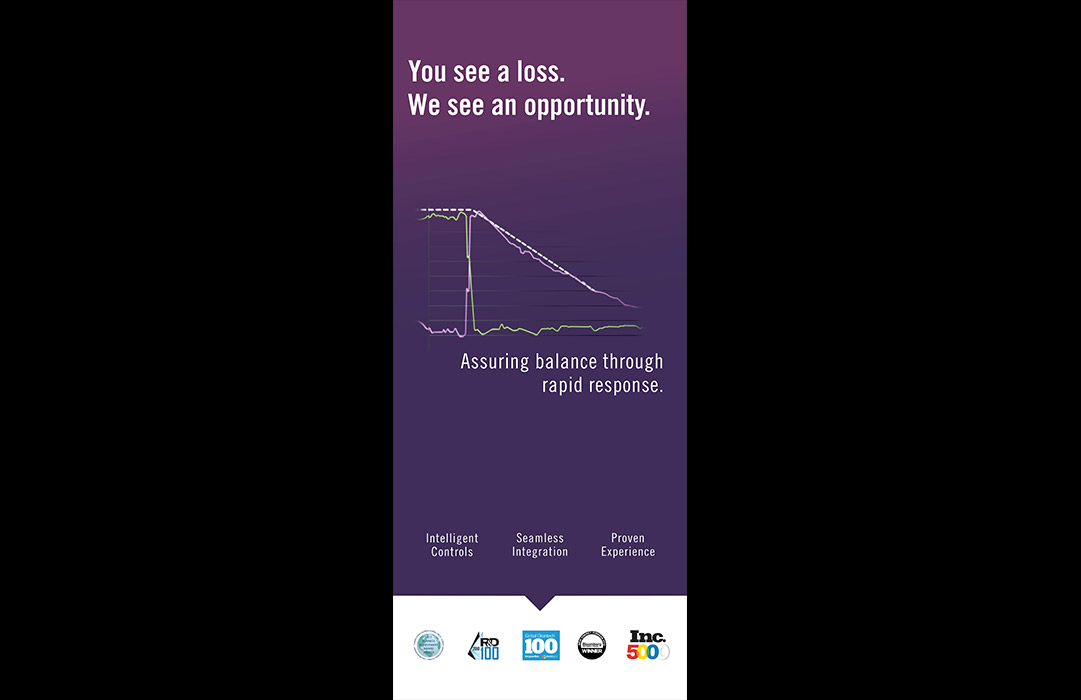 You see a loss.
We see an opportunity.
Assuring balance through
rapid response.
Intelligent
Controls
Seamless
Integration
Proven
Experience
R&D
100
Global Cleantech
100
WINNER
Inc.
5000